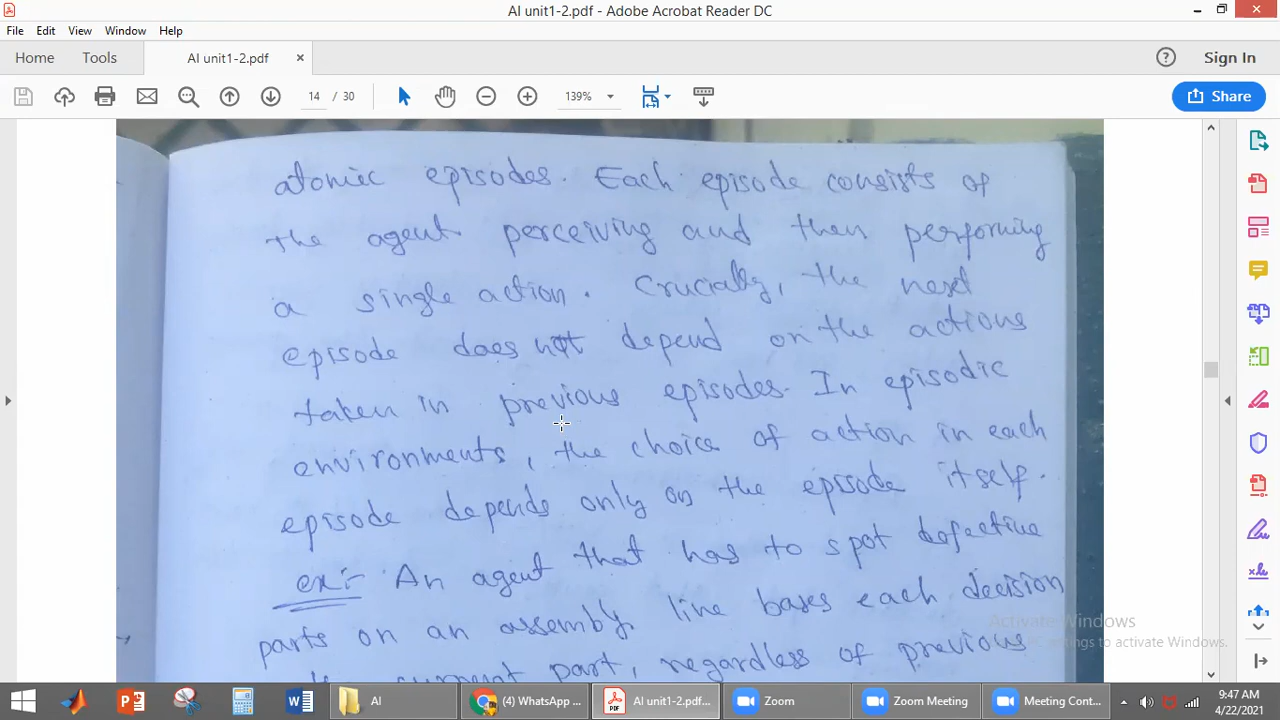 AI unit1-2.pdf - Adobe Acrobat Reader DC
File Edit View Window Help
Home Tools AI unit1-2.pdf × Sign In
14 / 30 139% Share
atomic episodes. Each episode consists of
the agent perceiving and then performing
a single action. Crucially, the next
episode does not depend on the actions
taken in previous episodes. In episodic
environments, the choice of action in each
episode depends only on the episode itself.
ex:- An agent that has to spot defective
parts on an assembly line bases each decision
current part, regardless of previous
Activate Windows
PC settings to activate Windows.
AI (4) WhatsApp ... AI unit1-2.pdf... Zoom Zoom Meeting Meeting Cont... 9:47 AM
4/22/2021